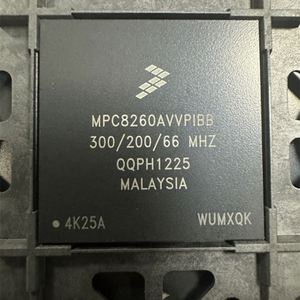 MPC8260AVVPIBB
300/200/66 MHZ
QQPH1225
MALAYSIA
4K25A WUMXQK